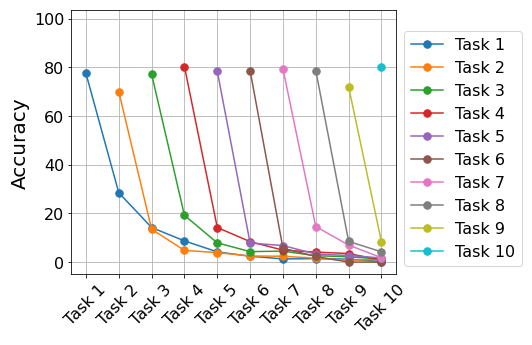 Accuracy
100
80
60
40
20
0
Task 1
Task 2
Task 3
Task 4
Task 5
Task 6
Task 7
Task 8
Task 9
Task 10
Task 1
Task 2
Task 3
Task 4
Task 5
Task 6
Task 7
Task 8
Task 9
Task 10